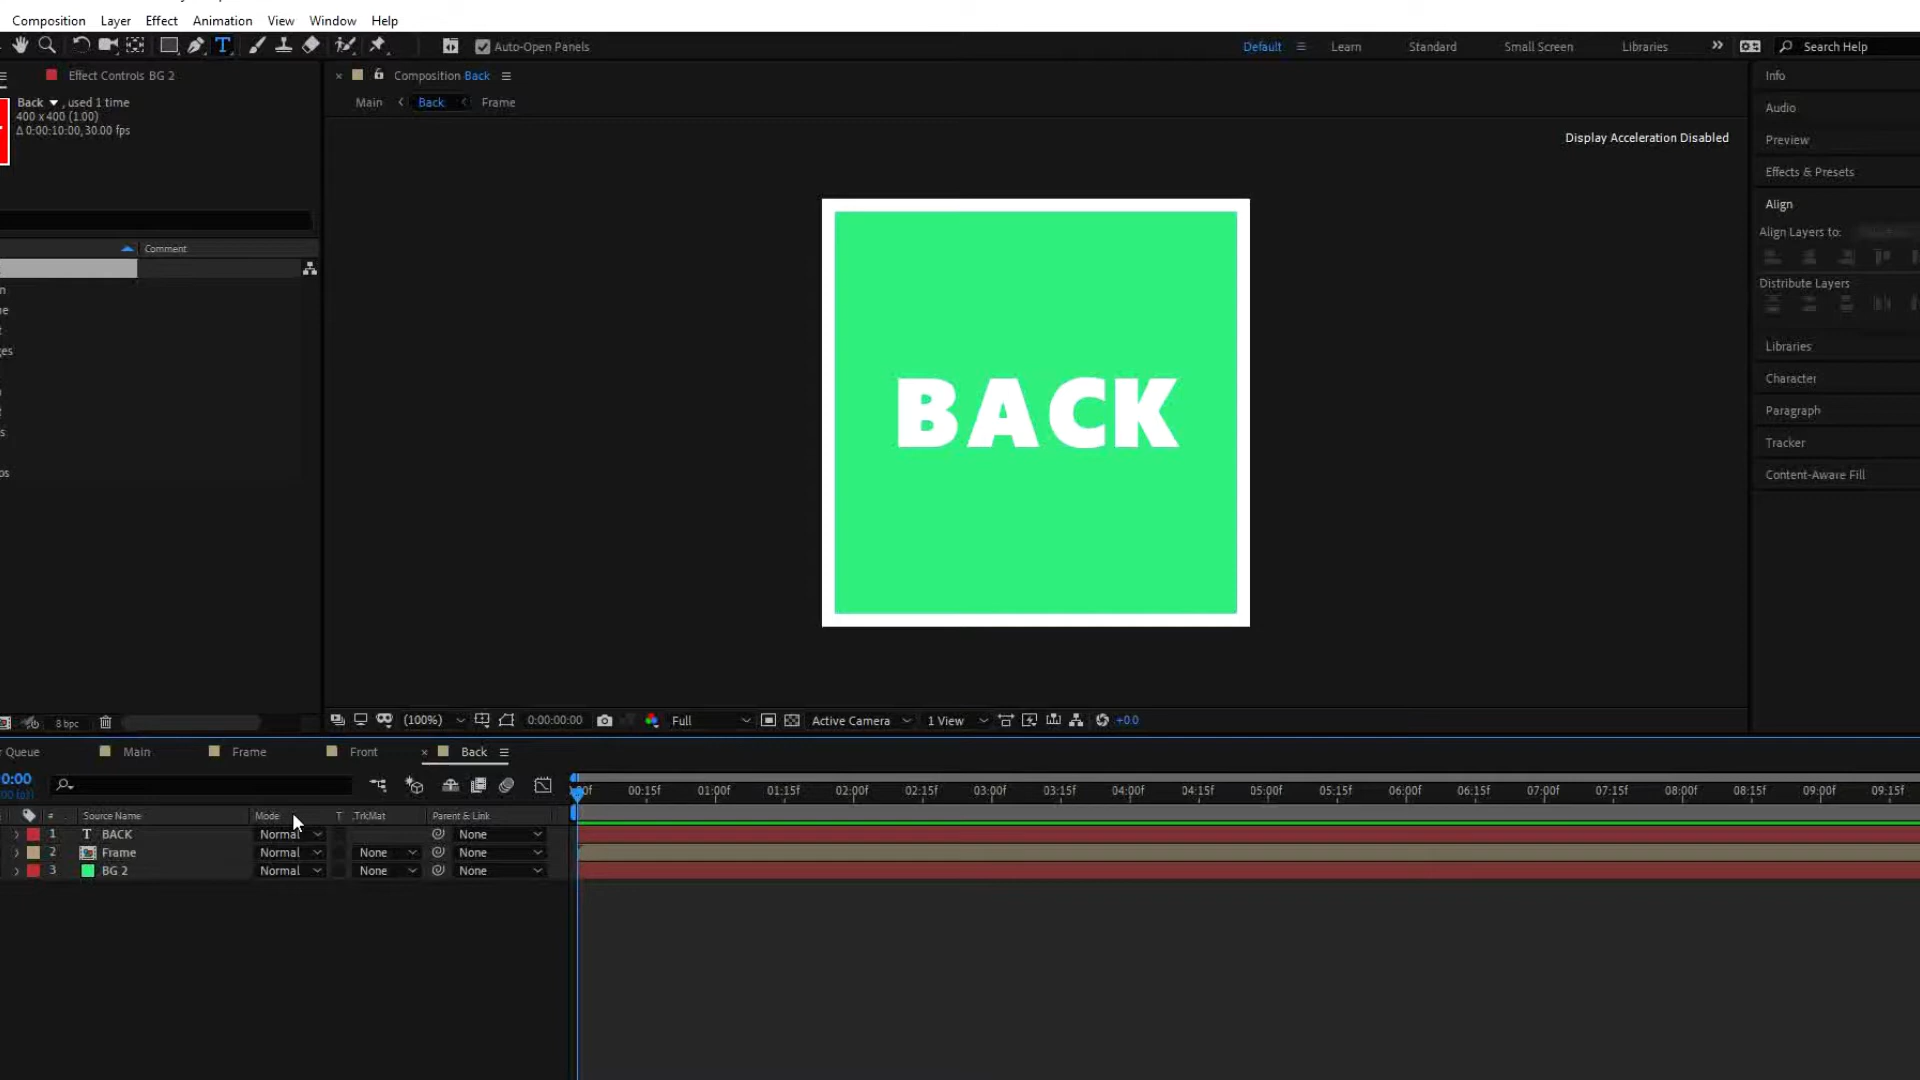 Composition Layer Effect Animation View Window Help
Auto-Open Panels Default Learn Standard Small Screen Libraries Search Help
Effect Controls BG 2
Composition Back
Info
Back , used 1 time
400 x 400 (1.00)
Δ 0:00:10:00, 30.00 fps
Main Back Frame
Audio
Display Acceleration Disabled
Preview
Effects & Presets
Align
Align Layers to:
Comment
Distribute Layers
Libraries
Character
Paragraph
Tracker
Content-Aware Fill
BACK
8 bpc
(100%) 0:00:00:00 Full Active Camera 1 View +0.0
Queue Main Frame Front Back
0:00
00:15f 01:00f 01:15f 02:00f 02:15f 03:00f 03:15f 04:00f 04:15f 05:00f 05:15f 06:00f 06:15f 07:00f 07:15f 08:00f 08:15f 09:00f 09:15f
# Source Name Mode T .TrkMat Parent & Link
1 T BACK Normal None
2 Frame Normal None None
3 BG 2 Normal None None